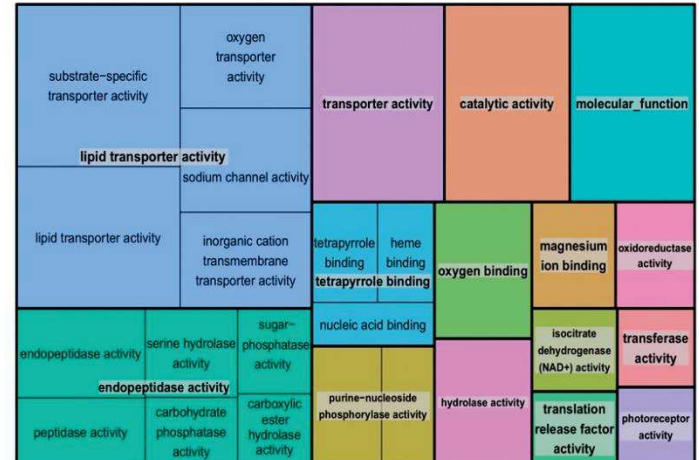 substrate−specific
transporter activity
oxygen
transporter
activity
lipid transporter activity
sodium channel activity
lipid transporter activity
inorganic cation
transmembrane
transporter activity
transporter activity
catalytic activity
molecular_function
tetrapyrrole
binding
heme
binding
tetrapyrrole binding
nucleic acid binding
oxygen binding
magnesium
ion binding
oxidoreductase
activity
endopeptidase activity
serine hydrolase
activity
sugar−
phosphatase
activity
endopeptidase activity
peptidase activity
carbohydrate
phosphatase
activity
carboxylic
ester
hydrolase
activity
purine−nucleoside
phosphorylase activity
hydrolase activity
isocitrate
dehydrogenase
(NAD+) activity
transferase
activity
translation
release factor
activity
photoreceptor
activity